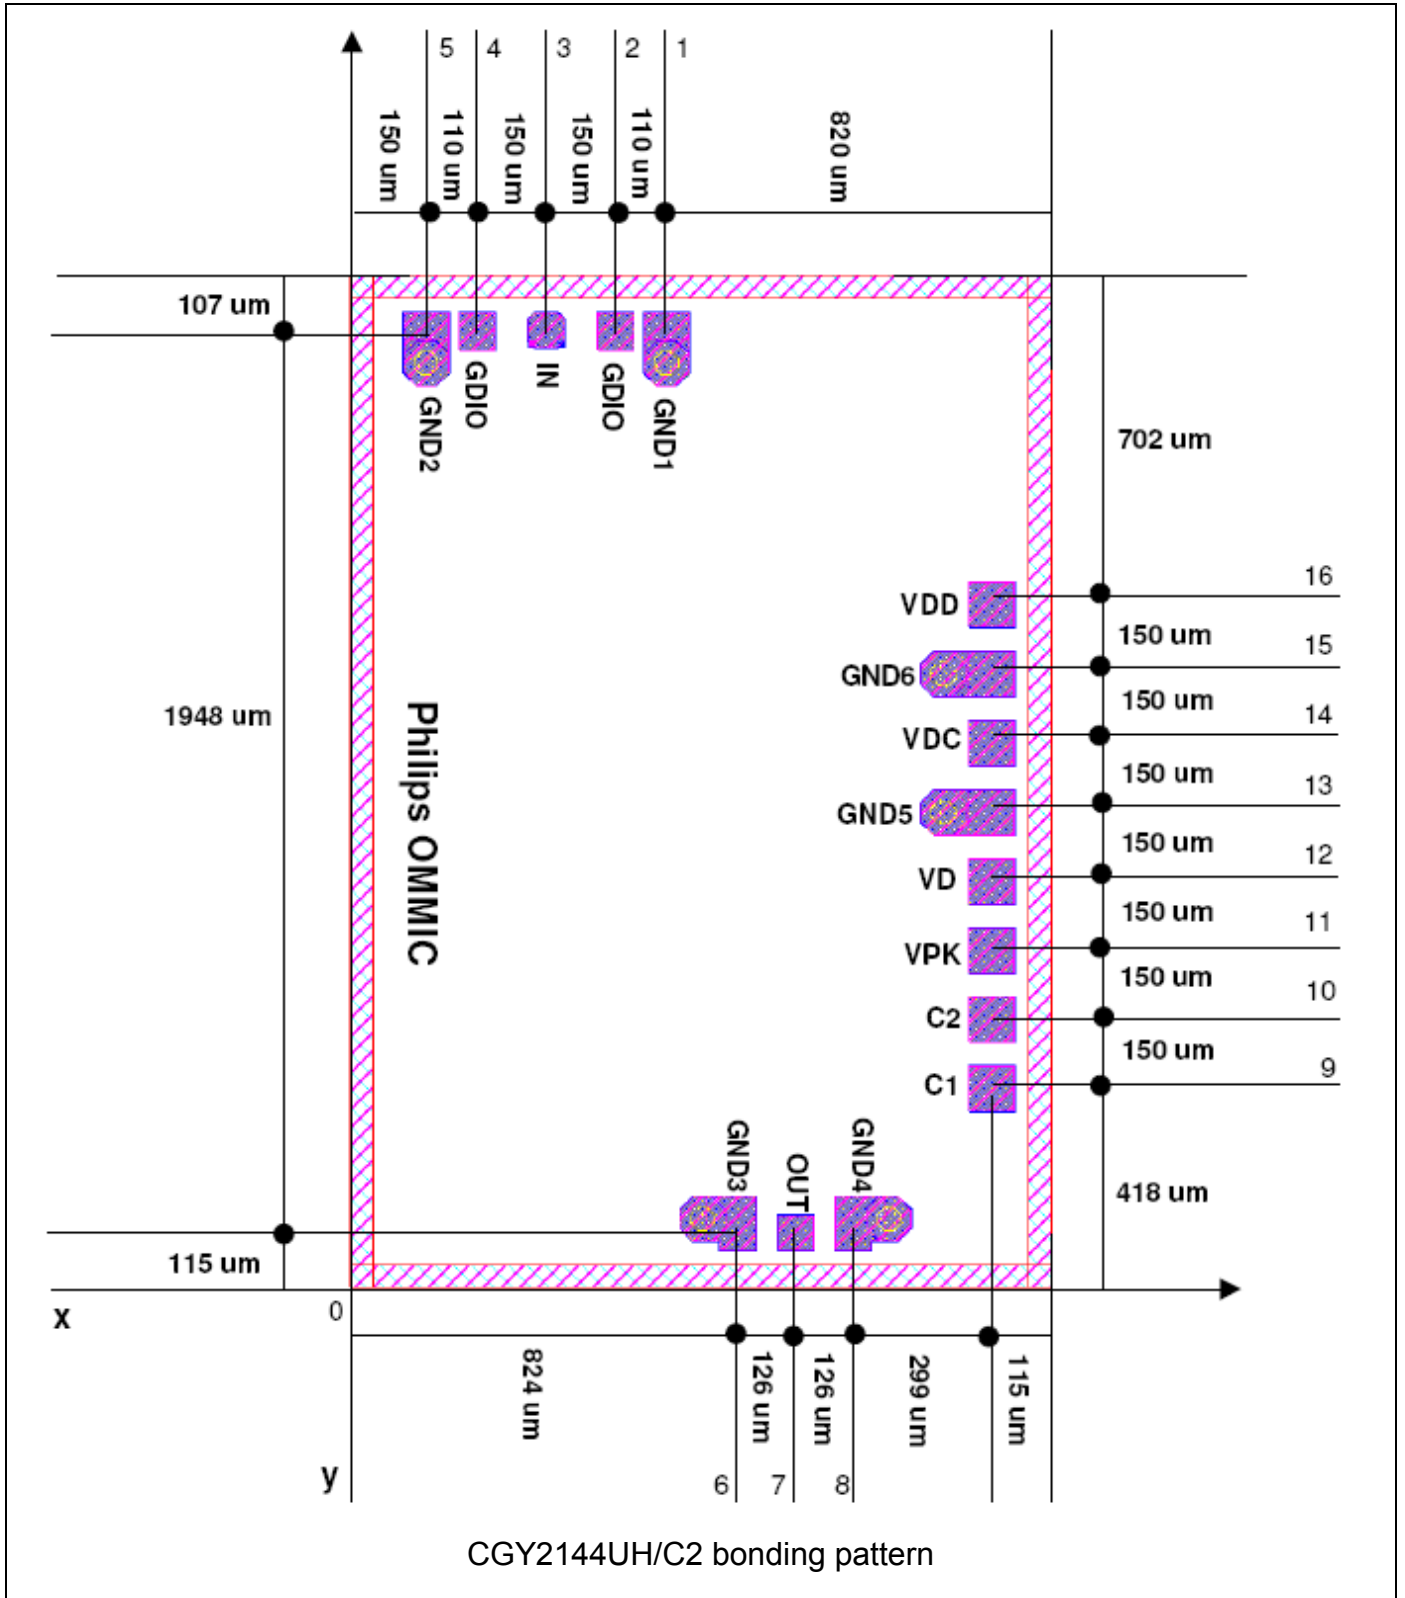 5 4 3 2 1
150 um
110 um
150 um
150 um
110 um
820 um
107 um
GND2
GDIO
IN
GDIO
GND1
702 um
16
VDD
150 um
15
GND6
150 um
14
1948 um
VDC
150 um
13
GND5
150 um
12
VD
150 um
11
VPK
150 um
10
C2
150 um
9
C1
Philips OMMIC
GND3
OUT
GND4
418 um
115 um
x
0
824 um
126 um
126 um
299 um
115 um
y
6 7 8
CGY2144UH/C2 bonding pattern